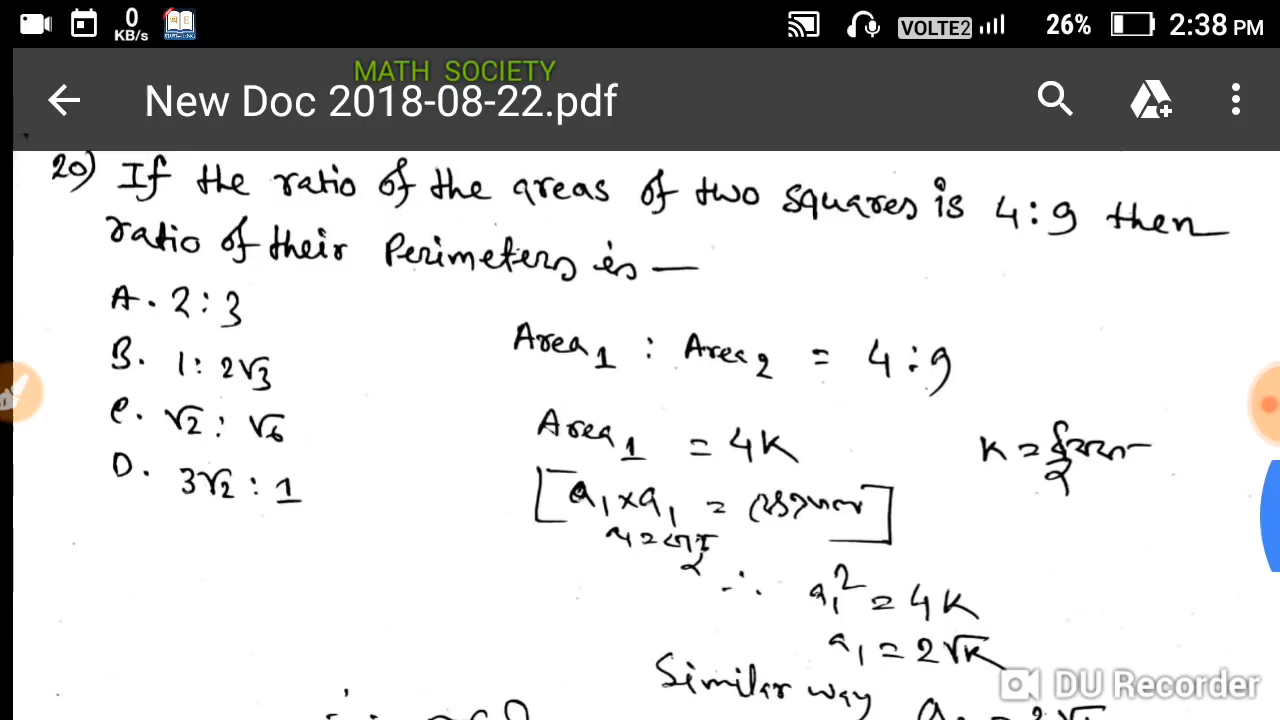 0
KB/s
VOLTE2
26%
2:38 PM
MATH SOCIETY
New Doc 2018-08-22.pdf
20) If the ratio of the areas of two squares is 4:9 then
ratio of their Perimeters is —
A. 2:3
B. 1:2√3
C. √2:√6
D. 3√2:1
Area1 : Area2 = 4:9
Area1 = 4K
K =
[a1×a1 = ]
∴ a1² = 4K
a1 = 2√K
Similar way
DU Recorder